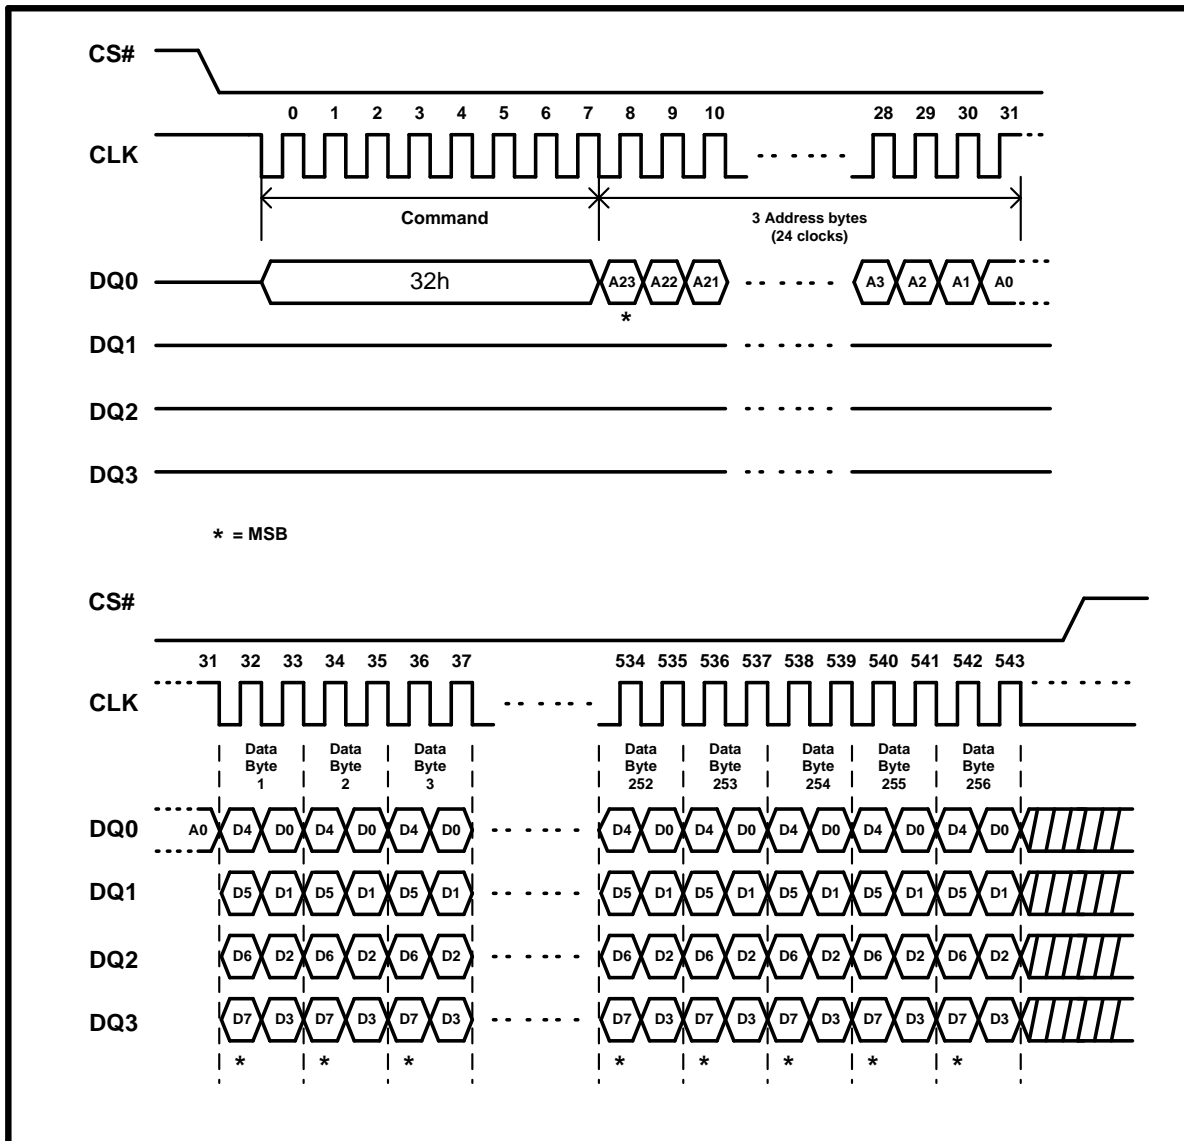 CS#
0 1 2 3 4 5 6 7 8 9 10 28 29 30 31
CLK
Command 3 Address bytes
(24 clocks)
DQ0 32h A23 A22 A21 A3 A2 A1 A0
*
DQ1
DQ2
DQ3
* = MSB
CS#
31 32 33 34 35 36 37 534 535 536 537 538 539 540 541 542 543
CLK
Data Data Data Data Data Data Data Data
Byte Byte Byte Byte Byte Byte Byte Byte
1 2 3 252 253 254 255 256
DQ0 A0 D4 D0 D4 D0 D4 D0 D4 D0 D4 D0 D4 D0 D4 D0 D4 D0
DQ1 D5 D1 D5 D1 D5 D1 D5 D1 D5 D1 D5 D1 D5 D1 D5 D1
DQ2 D6 D2 D6 D2 D6 D2 D6 D2 D6 D2 D6 D2 D6 D2 D6 D2
DQ3 D7 D3 D7 D3 D7 D3 D7 D3 D7 D3 D7 D3 D7 D3 D7 D3
* * * * * * * *